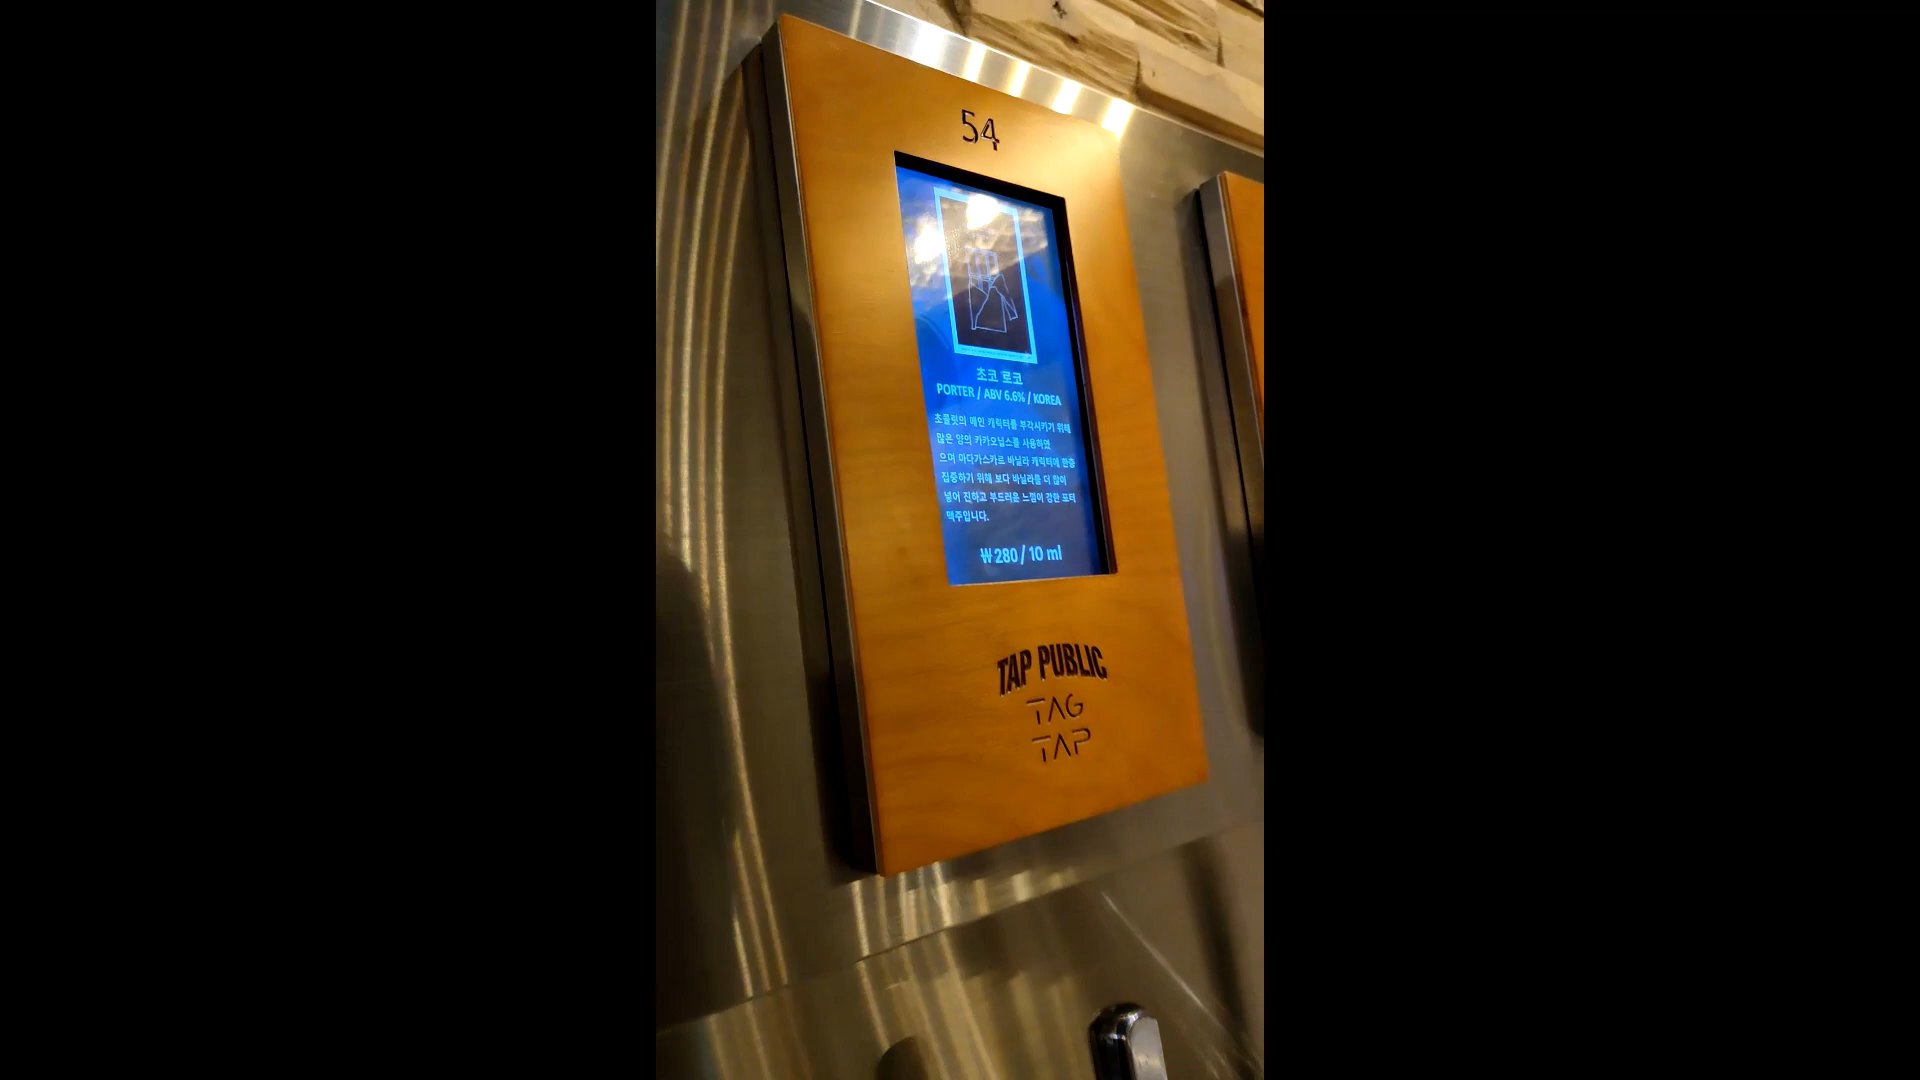 54
초코 로코
PORTER / ABV 6.6% / KOREA
초콜릿의 메인 캐릭터를 부각시키기 위해
많은 양의 카카오닙스를 사용하였
으며 마다가스카르 바닐라 캐릭터에 한층
집중하기 위해 보다 바닐라를 더 많이
넣어 진하고 부드러운 느낌이 강한 포터
맥주입니다.
₩280 / 10 ml
TAP PUBLIC
TAG
TAP